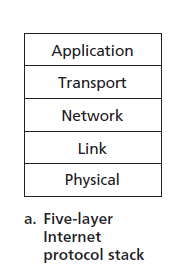 Application
Transport
Network
Link
Physical
a. Five-layer
Internet
protocol stack